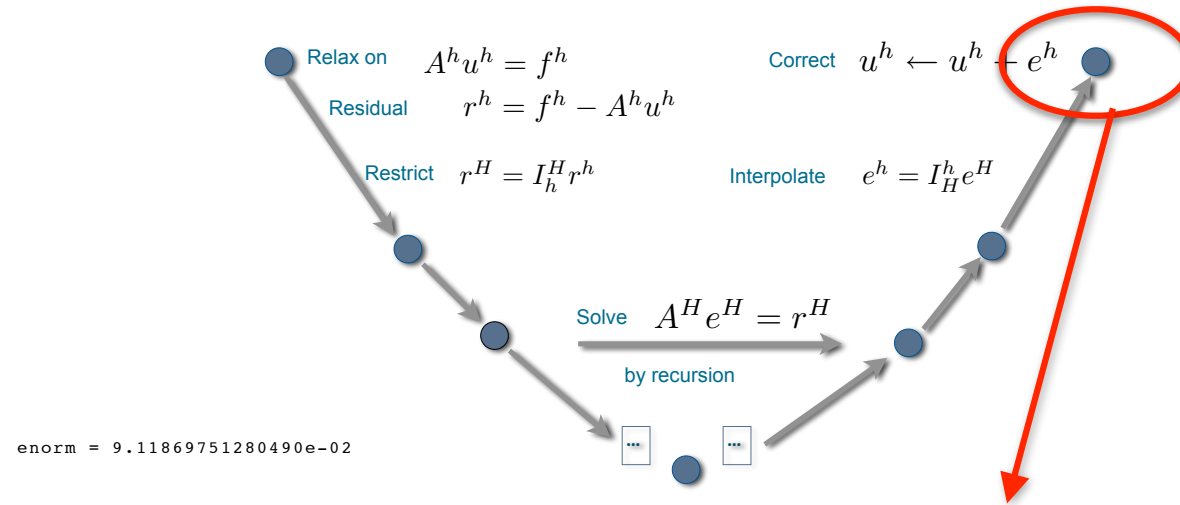 Relax on A^h u^h = f^h
Residual r^h = f^h − A^h u^h
Restrict r^H = I_h^H r^h
Correct u^h ← u^h + e^h
Interpolate e^h = I_H^h e^H
Solve A^H e^H = r^H
by recursion
... ...
enorm = 9.11869751280490e-02